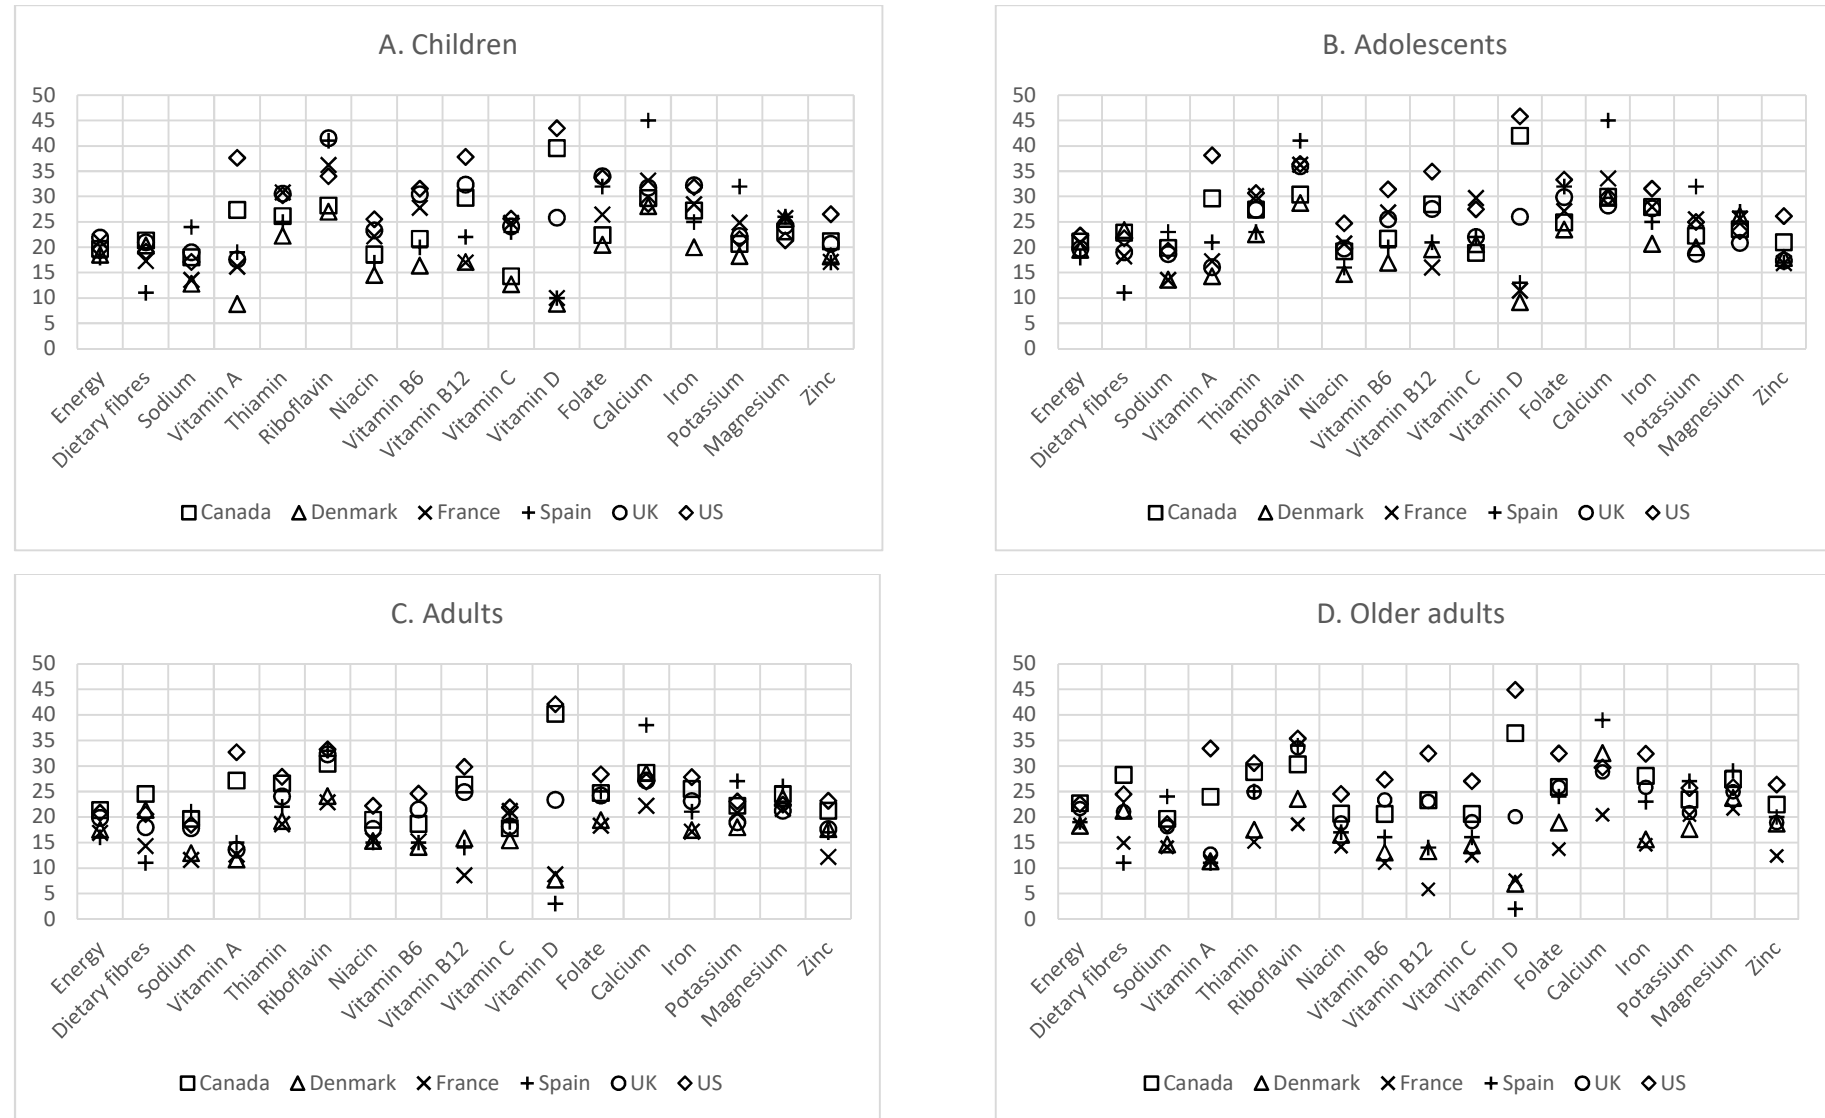 A. Children
50
45
40
35
30
25
20
15
10
5
0
Energy
Dietary fibres
Sodium
Vitamin A
Thiamin
Riboflavin
Niacin
Vitamin B6
Vitamin B12
Vitamin C
Vitamin D
Folate
Calcium
Iron
Potassium
Magnesium
Zinc
Canada Denmark France Spain UK US
B. Adolescents
50
45
40
35
30
25
20
15
10
5
0
Energy
Dietary fibres
Sodium
Vitamin A
Thiamin
Riboflavin
Niacin
Vitamin B6
Vitamin B12
Vitamin C
Vitamin D
Folate
Calcium
Iron
Potassium
Magnesium
Zinc
Canada Denmark France Spain UK US
C. Adults
50
45
40
35
30
25
20
15
10
5
0
Energy
Dietary fibres
Sodium
Vitamin A
Thiamin
Riboflavin
Niacin
Vitamin B6
Vitamin B12
Vitamin C
Vitamin D
Folate
Calcium
Iron
Potassium
Magnesium
Zinc
Canada Denmark France Spain UK US
D. Older adults
50
45
40
35
30
25
20
15
10
5
0
Energy
Dietary fibres
Sodium
Vitamin A
Thiamin
Riboflavin
Niacin
Vitamin B6
Vitamin B12
Vitamin C
Vitamin D
Folate
Calcium
Iron
Potassium
Magnesium
Zinc
Canada Denmark France Spain UK US